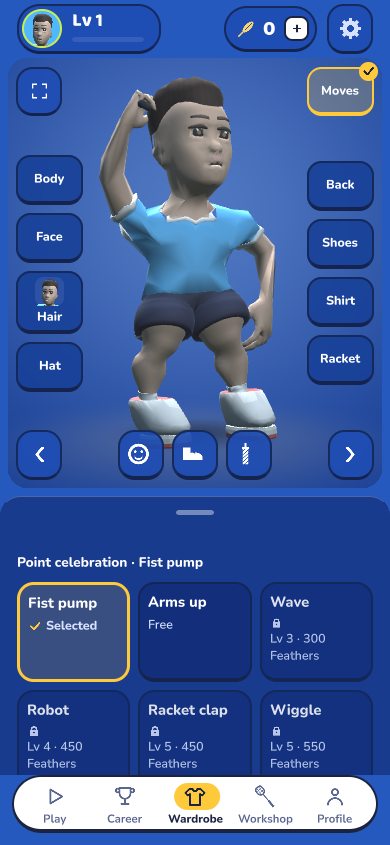 Lv 1
0
+
Moves
Body
Back
Face
Shoes
Hair
Shirt
Hat
Racket
Point celebration · Fist pump
Fist pump
Selected
Arms up
Free
Wave
Lv 3 · 300
Feathers
Robot
Lv 4 · 450
Feathers
Racket clap
Lv 5 · 450
Feathers
Wiggle
Lv 5 · 550
Feathers
Play
Career
Wardrobe
Workshop
Profile